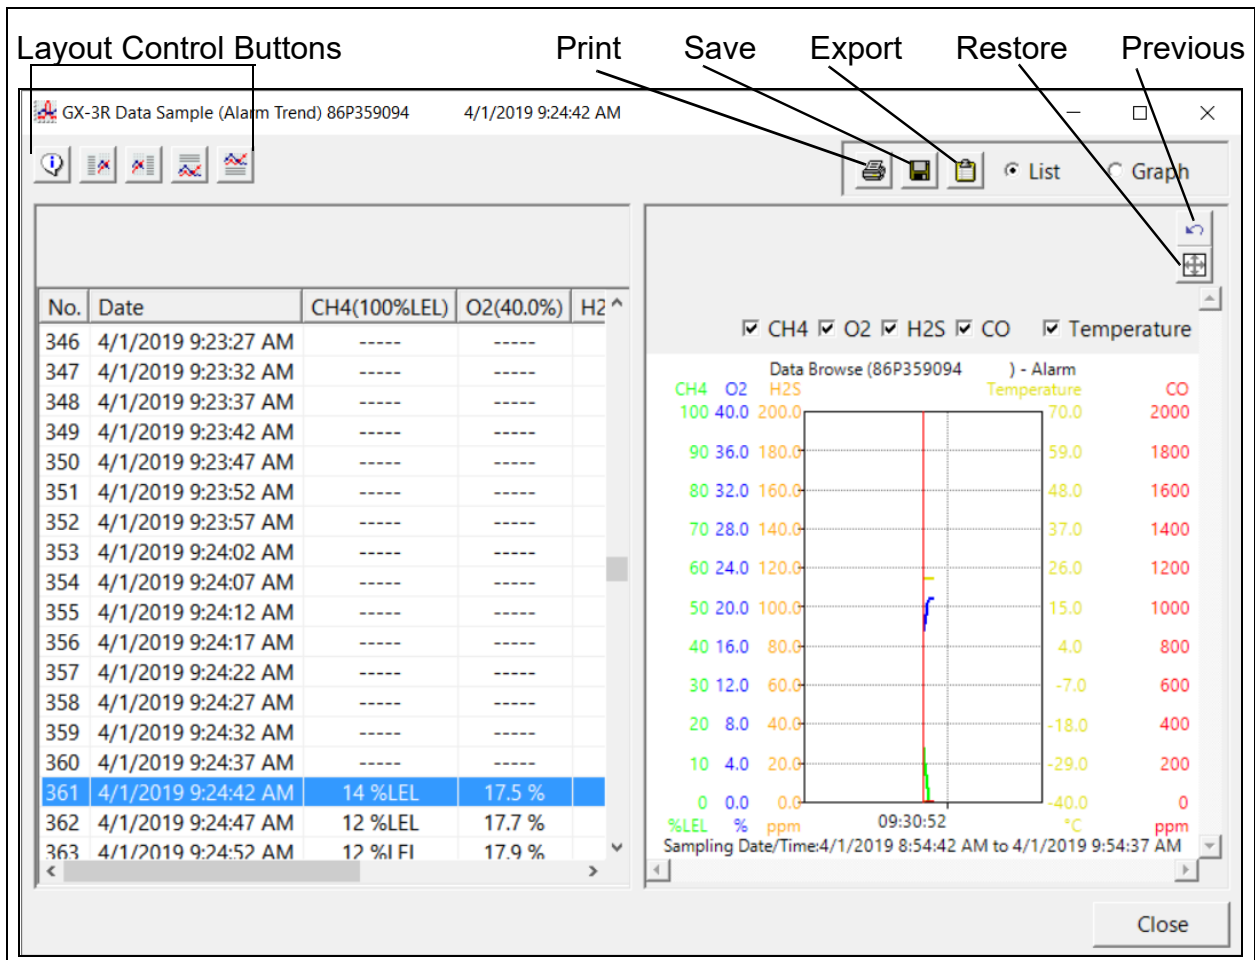 Layout Control Buttons Print Save Export Restore Previous
GX-3R Data Sample (Alarm Trend) 86P359094 4/1/2019 9:24:42 AM
List Graph
No. Date CH4(100%LEL) O2(40.0%) H2
346 4/1/2019 9:23:27 AM ----- -----
347 4/1/2019 9:23:32 AM ----- -----
348 4/1/2019 9:23:37 AM ----- -----
349 4/1/2019 9:23:42 AM ----- -----
350 4/1/2019 9:23:47 AM ----- -----
351 4/1/2019 9:23:52 AM ----- -----
352 4/1/2019 9:23:57 AM ----- -----
353 4/1/2019 9:24:02 AM ----- -----
354 4/1/2019 9:24:07 AM ----- -----
355 4/1/2019 9:24:12 AM ----- -----
356 4/1/2019 9:24:17 AM ----- -----
357 4/1/2019 9:24:22 AM ----- -----
358 4/1/2019 9:24:27 AM ----- -----
359 4/1/2019 9:24:32 AM ----- -----
360 4/1/2019 9:24:37 AM ----- -----
361 4/1/2019 9:24:42 AM 14 %LEL 17.5 %
362 4/1/2019 9:24:47 AM 12 %LEL 17.7 %
363 4/1/2019 9:24:52 AM 12 %LEL 17.9 %
CH4 O2 H2S CO Temperature
Data Browse (86P359094 ) - Alarm
CH4 O2 H2S Temperature CO
100 40.0 200.0 70.0 2000
90 36.0 180.0 59.0 1800
80 32.0 160.0 48.0 1600
70 28.0 140.0 37.0 1400
60 24.0 120.0 26.0 1200
50 20.0 100.0 15.0 1000
40 16.0 80.0 4.0 800
30 12.0 60.0 -7.0 600
20 8.0 40.0 -18.0 400
10 4.0 20.0 -29.0 200
0 0.0 0.0 -40.0 0
%LEL % ppm 09:30:52 °C ppm
Sampling Date/Time:4/1/2019 8:54:42 AM to 4/1/2019 9:54:37 AM
Close